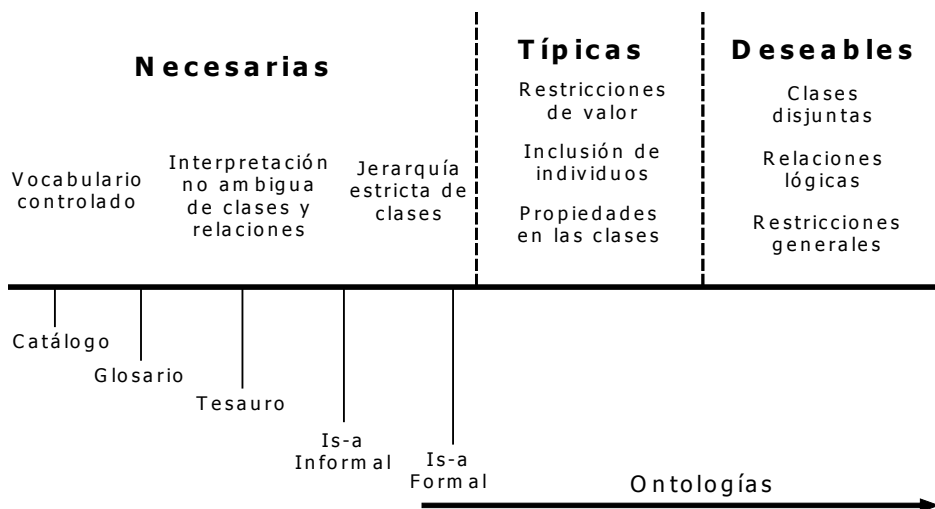 Necesarias
Vocabulario
controlado
Interpretación
no ambigua
de clases y
relaciones
Jerarquía
estricta de
clases
Típicas
Restricciones
de valor
Inclusión de
individuos
Propiedades
en las clases
Deseables
Clases
disjuntas
Relaciones
lógicas
Restricciones
generales
Catálogo
Glosario
Tesauro
Is-a
Informal
Is-a
Formal
Ontologías